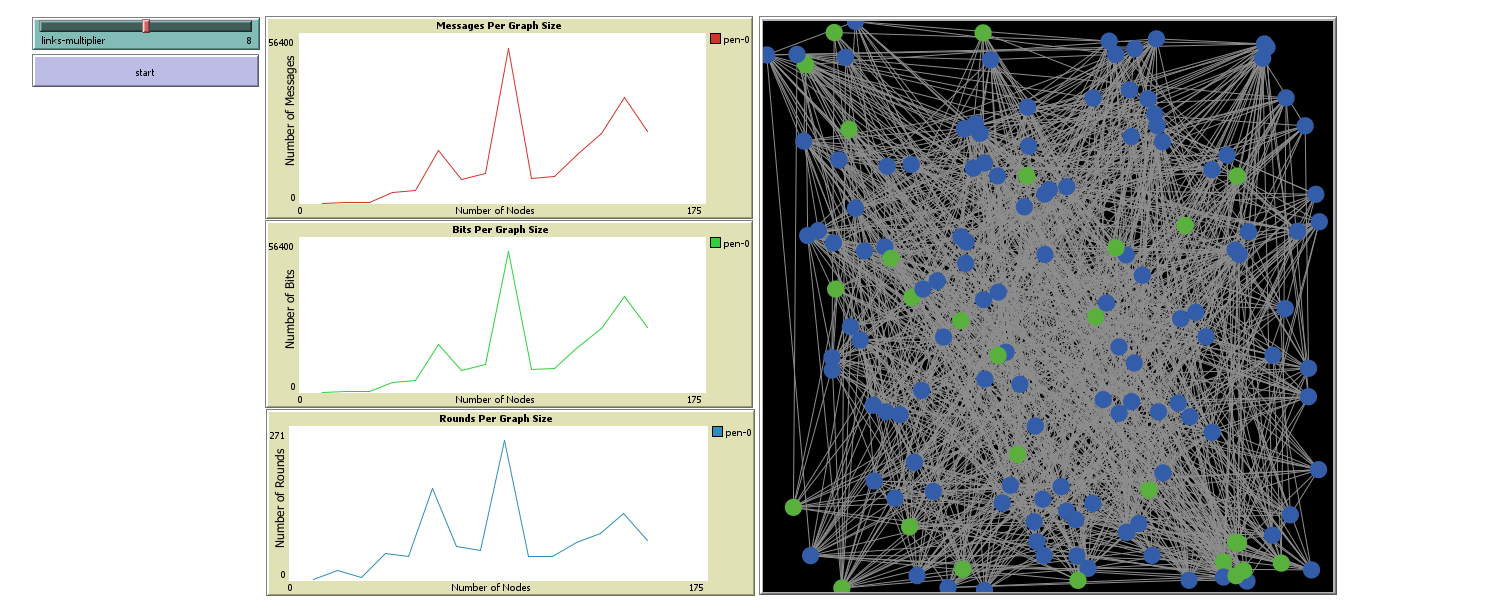 links-multiplier 8
start
Messages Per Graph Size
56400
Number of Messages
0
0 Number of Nodes 175
pen-0
Bits Per Graph Size
56400
Number of Bits
0
0 Number of Nodes 175
pen-0
Rounds Per Graph Size
271
Number of Rounds
0
0 Number of Nodes 175
pen-0